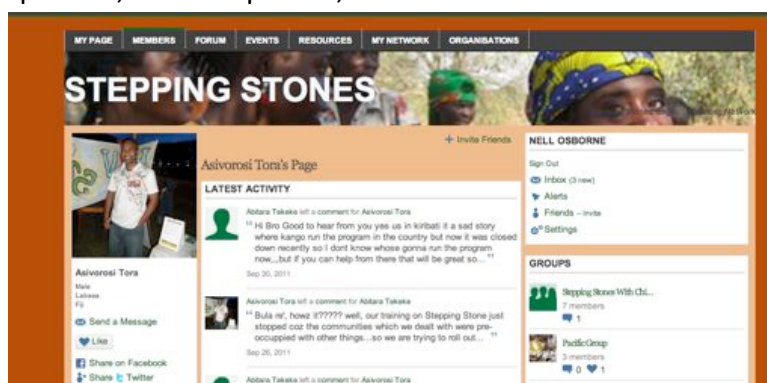 MY PAGE MEMBERS FORUM EVENTS RESOURCES MY NETWORK ORGANISATIONS
STEPPING STONES
+ Invite Friends
Asivorosi Tora's Page
LATEST ACTIVITY
Abitara Takeke left a comment for Asivorosi Tora
" Hi Bro Good to hear from you yes us in kiribati it a sad story
where kango run the program in the country but now it was closed
down recently so I dont know whose gonna run the program
now,,,but if you can help from there that will be great so... "
Sep 30, 2011
Asivorosi Tora left a comment for Abitara Takeke
" Bula re', howz it????? well, our training on Stepping Stone just
stopped coz the communities which we dealt with were pre-
occuppied with other things...so we are trying to roll out... "
Sep 26, 2011
Abitara Takeke left a comment for Asivorosi Tora
Asivorosi Tora
Male
Labasa
Fiji
Send a Message
Like
Share on Facebook
Share Twitter
NELL OSBORNE
Sign Out
Inbox (3 new)
Alerts
Friends – Invite
Settings
GROUPS
Stepping Stones With Chi...
7 members
1
Pacific Group
3 members
0 1